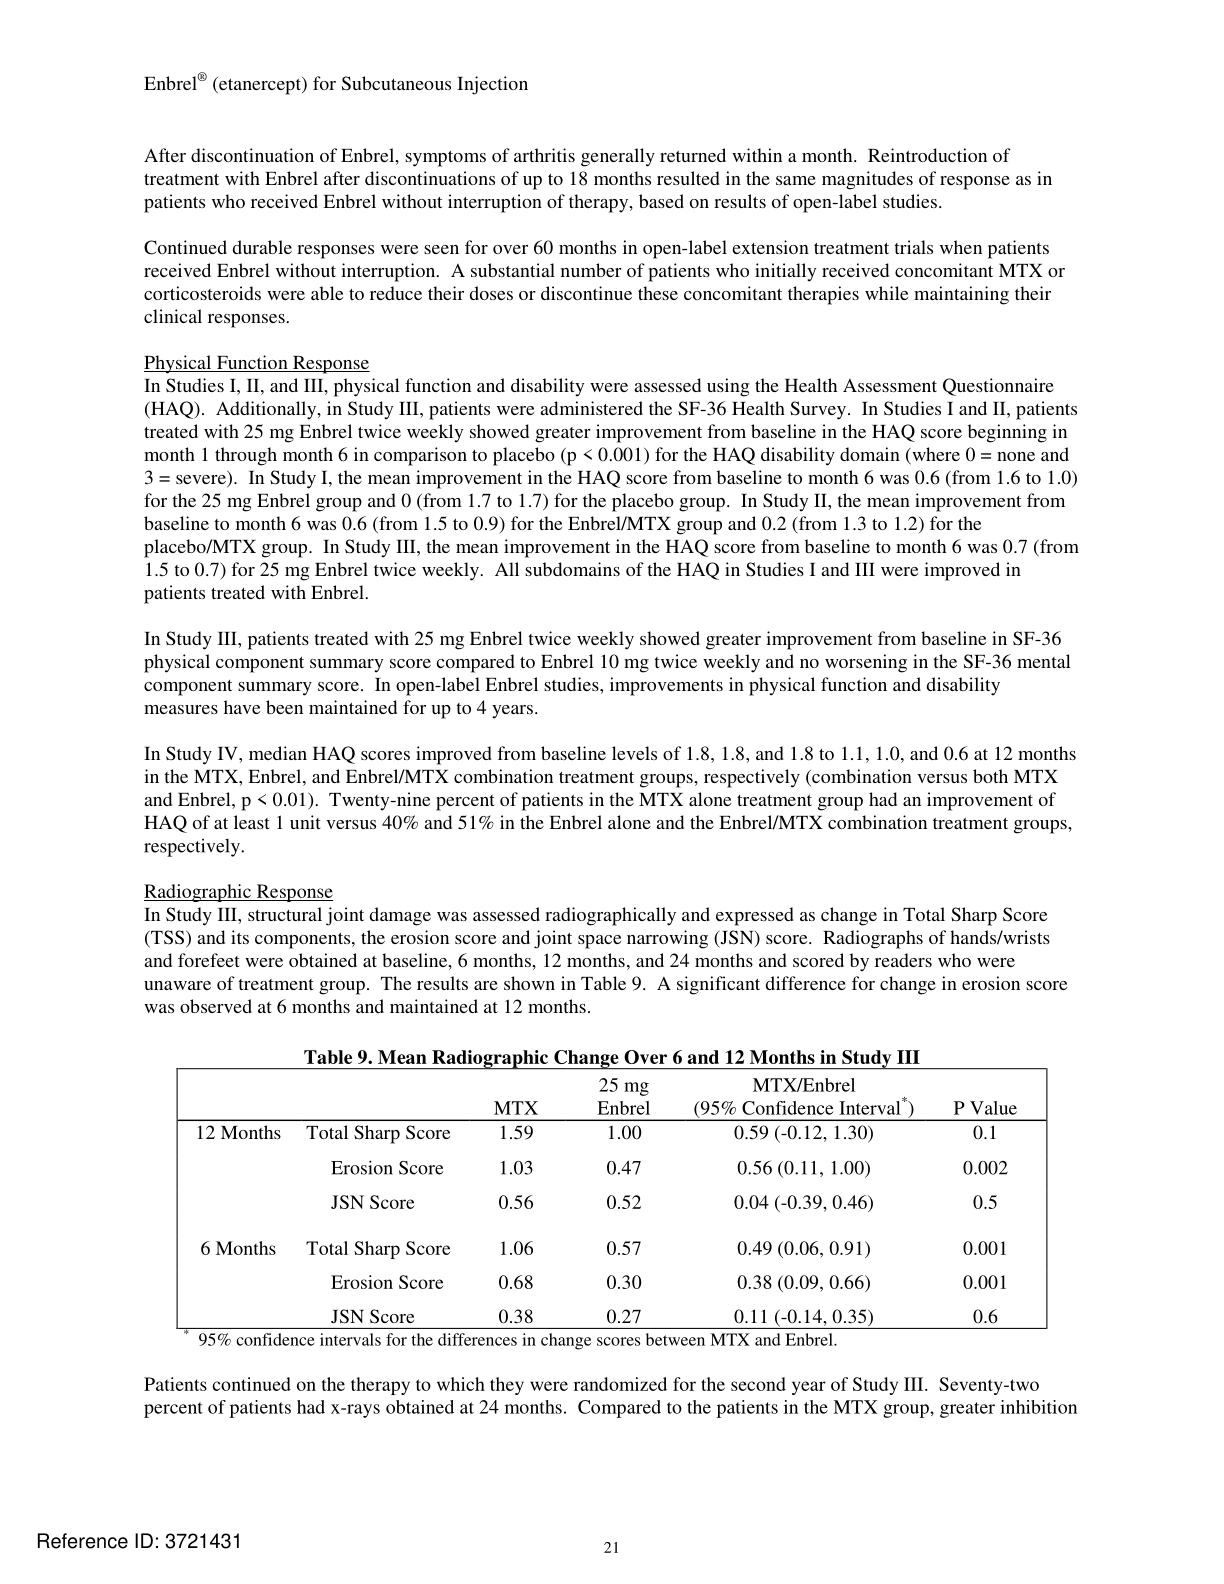 Enbrel® (etanercept) for Subcutaneous Injection
After discontinuation of Enbrel, symptoms of arthritis generally returned within a month. Reintroduction of
treatment with Enbrel after discontinuations of up to 18 months resulted in the same magnitudes of response as in
patients who received Enbrel without interruption of therapy, based on results of open-label studies.
Continued durable responses were seen for over 60 months in open-label extension treatment trials when patients
received Enbrel without interruption. A substantial number of patients who initially received concomitant MTX or
corticosteroids were able to reduce their doses or discontinue these concomitant therapies while maintaining their
clinical responses.
Physical Function Response
In Studies I, II, and III, physical function and disability were assessed using the Health Assessment Questionnaire
(HAQ). Additionally, in Study III, patients were administered the SF-36 Health Survey. In Studies I and II, patients
treated with 25 mg Enbrel twice weekly showed greater improvement from baseline in the HAQ score beginning in
month 1 through month 6 in comparison to placebo (p < 0.001) for the HAQ disability domain (where 0 = none and
3 = severe). In Study I, the mean improvement in the HAQ score from baseline to month 6 was 0.6 (from 1.6 to 1.0)
for the 25 mg Enbrel group and 0 (from 1.7 to 1.7) for the placebo group. In Study II, the mean improvement from
baseline to month 6 was 0.6 (from 1.5 to 0.9) for the Enbrel/MTX group and 0.2 (from 1.3 to 1.2) for the
placebo/MTX group. In Study III, the mean improvement in the HAQ score from baseline to month 6 was 0.7 (from
1.5 to 0.7) for 25 mg Enbrel twice weekly. All subdomains of the HAQ in Studies I and III were improved in
patients treated with Enbrel.
In Study III, patients treated with 25 mg Enbrel twice weekly showed greater improvement from baseline in SF-36
physical component summary score compared to Enbrel 10 mg twice weekly and no worsening in the SF-36 mental
component summary score. In open-label Enbrel studies, improvements in physical function and disability
measures have been maintained for up to 4 years.
In Study IV, median HAQ scores improved from baseline levels of 1.8, 1.8, and 1.8 to 1.1, 1.0, and 0.6 at 12 months
in the MTX, Enbrel, and Enbrel/MTX combination treatment groups, respectively (combination versus both MTX
and Enbrel, p < 0.01). Twenty-nine percent of patients in the MTX alone treatment group had an improvement of
HAQ of at least 1 unit versus 40% and 51% in the Enbrel alone and the Enbrel/MTX combination treatment groups,
respectively.
Radiographic Response
In Study III, structural joint damage was assessed radiographically and expressed as change in Total Sharp Score
(TSS) and its components, the erosion score and joint space narrowing (JSN) score. Radiographs of hands/wrists
and forefeet were obtained at baseline, 6 months, 12 months, and 24 months and scored by readers who were
unaware of treatment group. The results are shown in Table 9. A significant difference for change in erosion score
was observed at 6 months and maintained at 12 months.
Table 9. Mean Radiographic Change Over 6 and 12 Months in Study III
25 mg MTX/Enbrel
MTX Enbrel (95% Confidence Interval*) P Value
12 Months Total Sharp Score 1.59 1.00 0.59 (-0.12, 1.30) 0.1
Erosion Score 1.03 0.47 0.56 (0.11, 1.00) 0.002
JSN Score 0.56 0.52 0.04 (-0.39, 0.46) 0.5
6 Months Total Sharp Score 1.06 0.57 0.49 (0.06, 0.91) 0.001
Erosion Score 0.68 0.30 0.38 (0.09, 0.66) 0.001
JSN Score 0.38 0.27 0.11 (-0.14, 0.35) 0.6
* 95% confidence intervals for the differences in change scores between MTX and Enbrel.
Patients continued on the therapy to which they were randomized for the second year of Study III. Seventy-two
percent of patients had x-rays obtained at 24 months. Compared to the patients in the MTX group, greater inhibition
Reference ID: 3721431
21